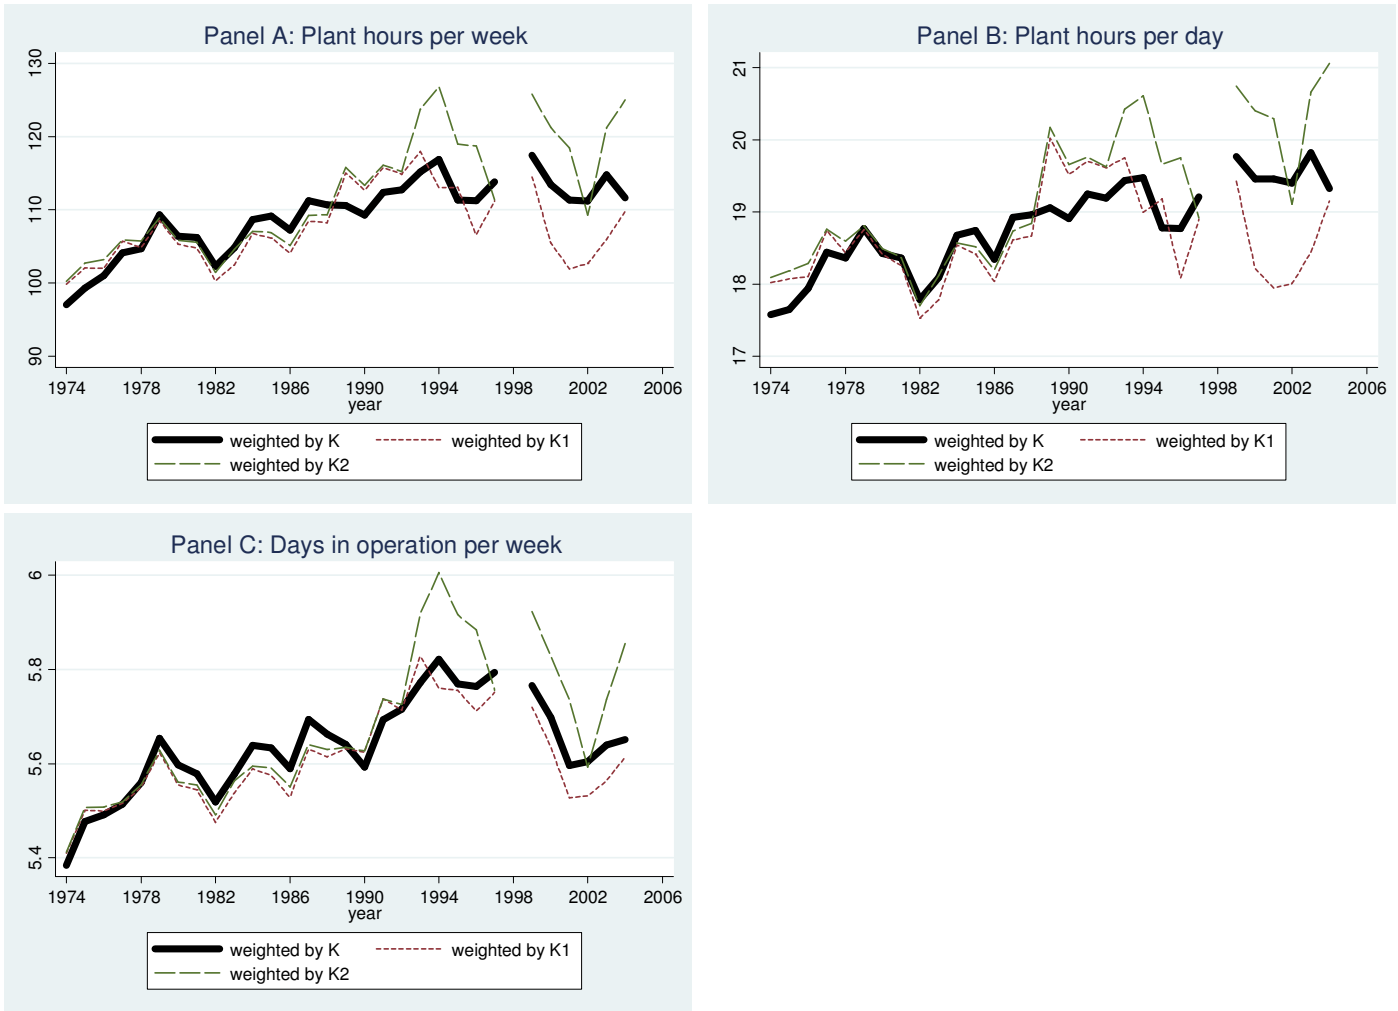 Panel A: Plant hours per week
130
120
110
100
90
1974 1978 1982 1986 1990 1994 1998 2002 2006
year
weighted by K weighted by K1
weighted by K2
Panel B: Plant hours per day
21
20
19
18
17
1974 1978 1982 1986 1990 1994 1998 2002 2006
year
weighted by K weighted by K1
weighted by K2
Panel C: Days in operation per week
6
5.8
5.6
5.4
1974 1978 1982 1986 1990 1994 1998 2002 2006
year
weighted by K weighted by K1
weighted by K2